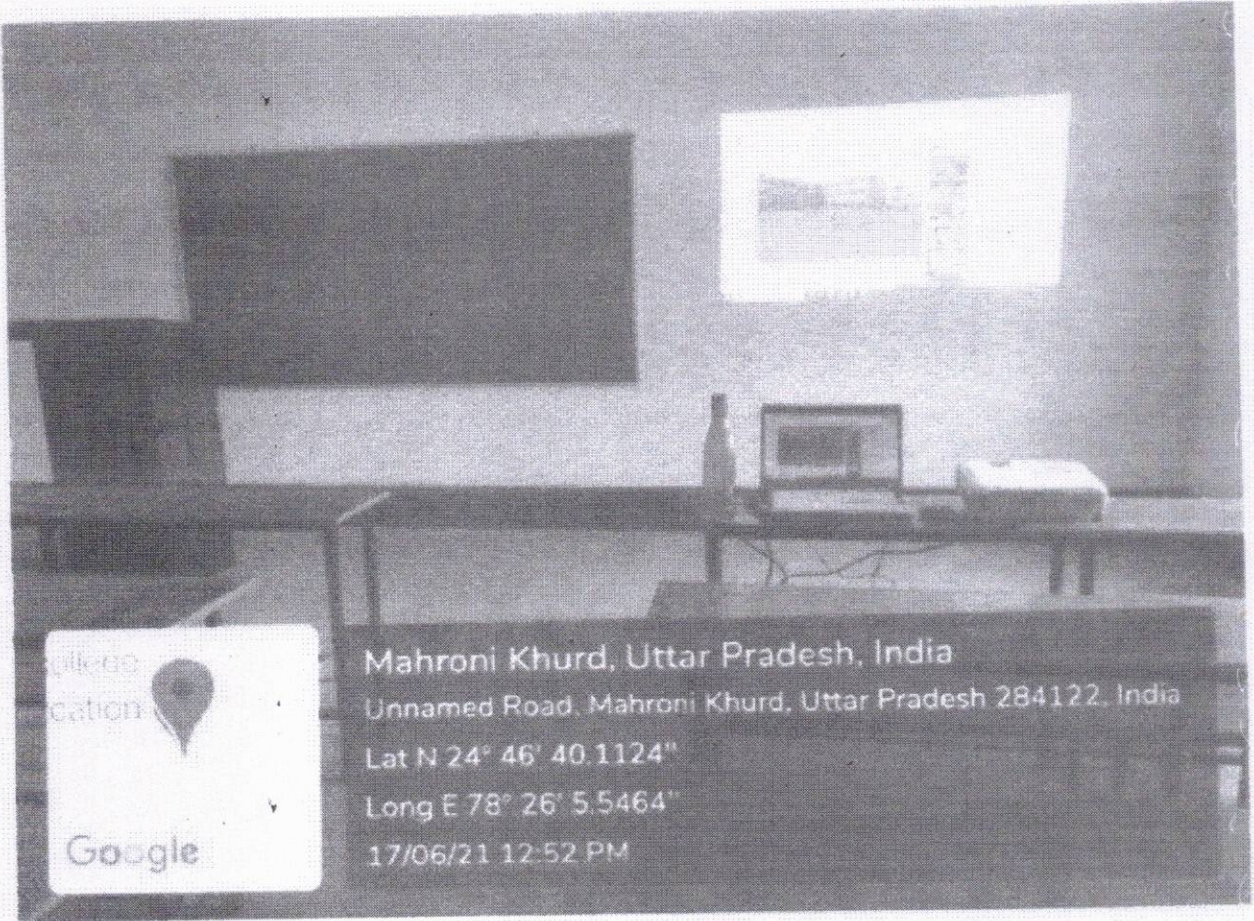 Mahroni Khurd, Uttar Pradesh, India
Unnamed Road, Mahroni Khurd, Uttar Pradesh 284122, India
Lat N 24° 46' 40.1124"
Long E 78° 26' 5.5464"
17/06/21 12:52 PM
Google